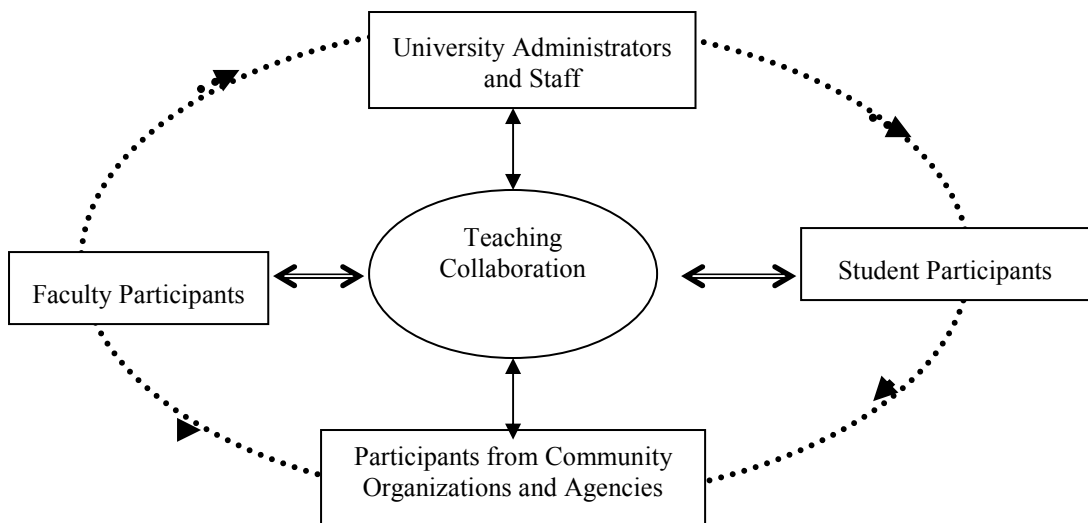 University Administrators
and Staff
Teaching
Collaboration
Faculty Participants
Student Participants
Participants from Community
Organizations and Agencies